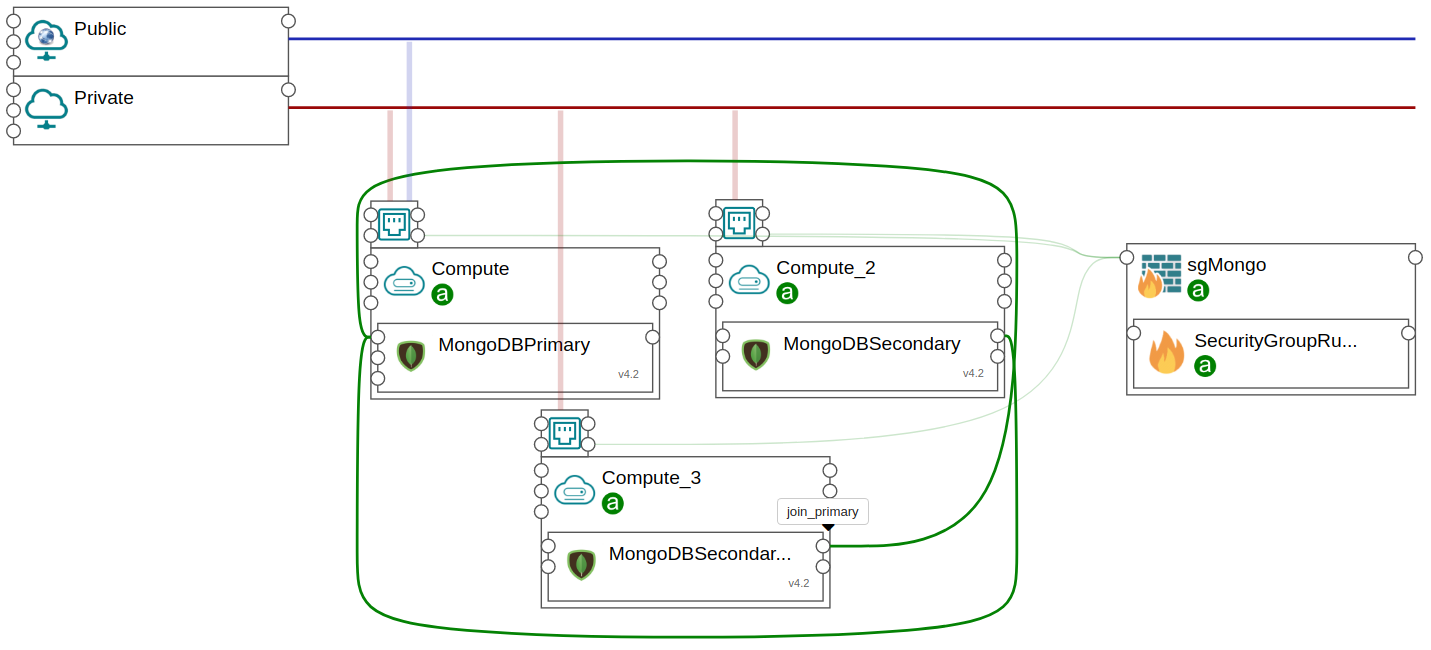 Public
Private
Compute
a
MongoDBPrimary
v4.2
Compute_2
a
MongoDBSecondary
v4.2
sgMongo
a
SecurityGroupRu...
a
Compute_3
a
join_primary
MongoDBSecondar...
v4.2